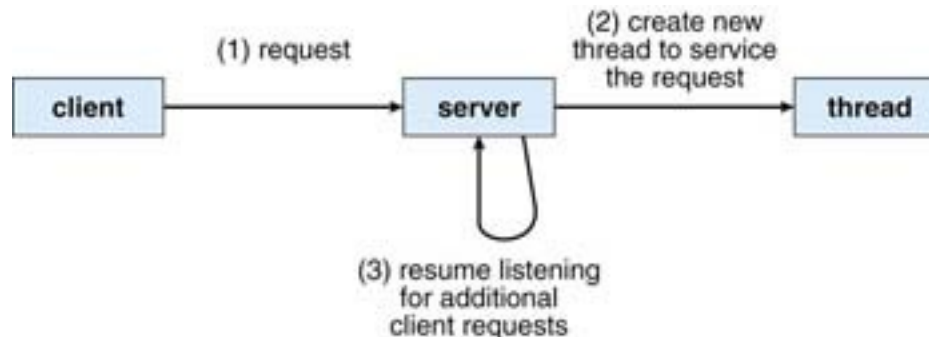 (1) request
(2) create new
thread to service
the request
client
server
thread
(3) resume listening
for additional
client requests